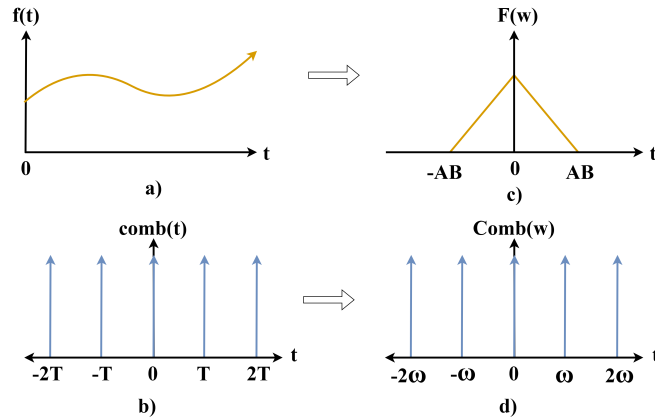 f(t)
t
0
a)
F(w)
t
-AB
0
AB
c)
comb(t)
t
-2T
-T
0
T
2T
b)
Comb(w)
t
-2ω
-ω
0
ω
2ω
d)